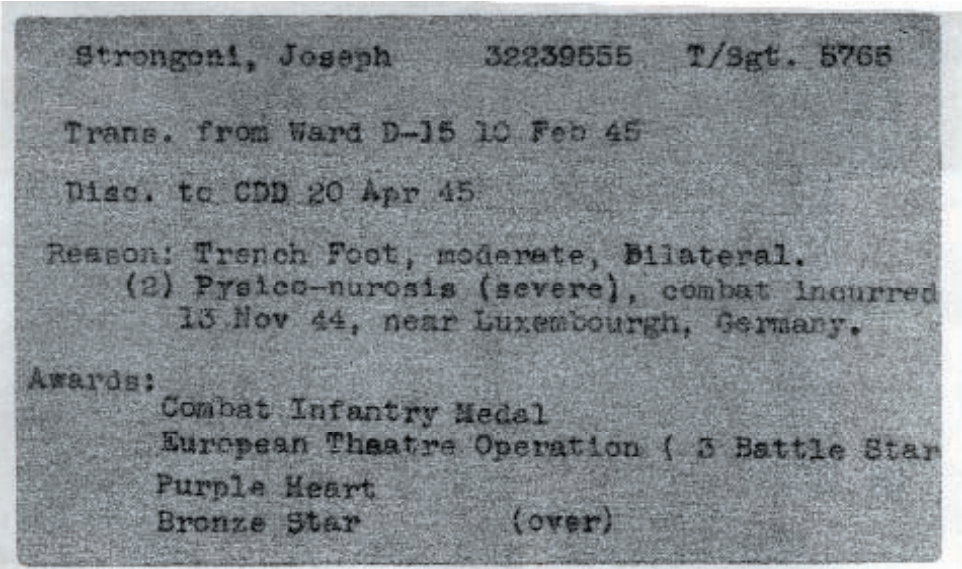 Strongoni, Joseph 32239555 T/Sgt. 5765
Trans. from Ward D-15 10 Feb 45
Disc. to CDD 20 Apr 45
Reason: Trench Foot, moderate, Bilateral.
(2) Pysico-nurosis (severe), combat incurred
13 Nov 44, near Luxembourgh, Germany.
Awards:
Combat Infantry Medal
European Thaatre Operation ( 3 Battle Star
Purple Heart
Bronze Star (over)